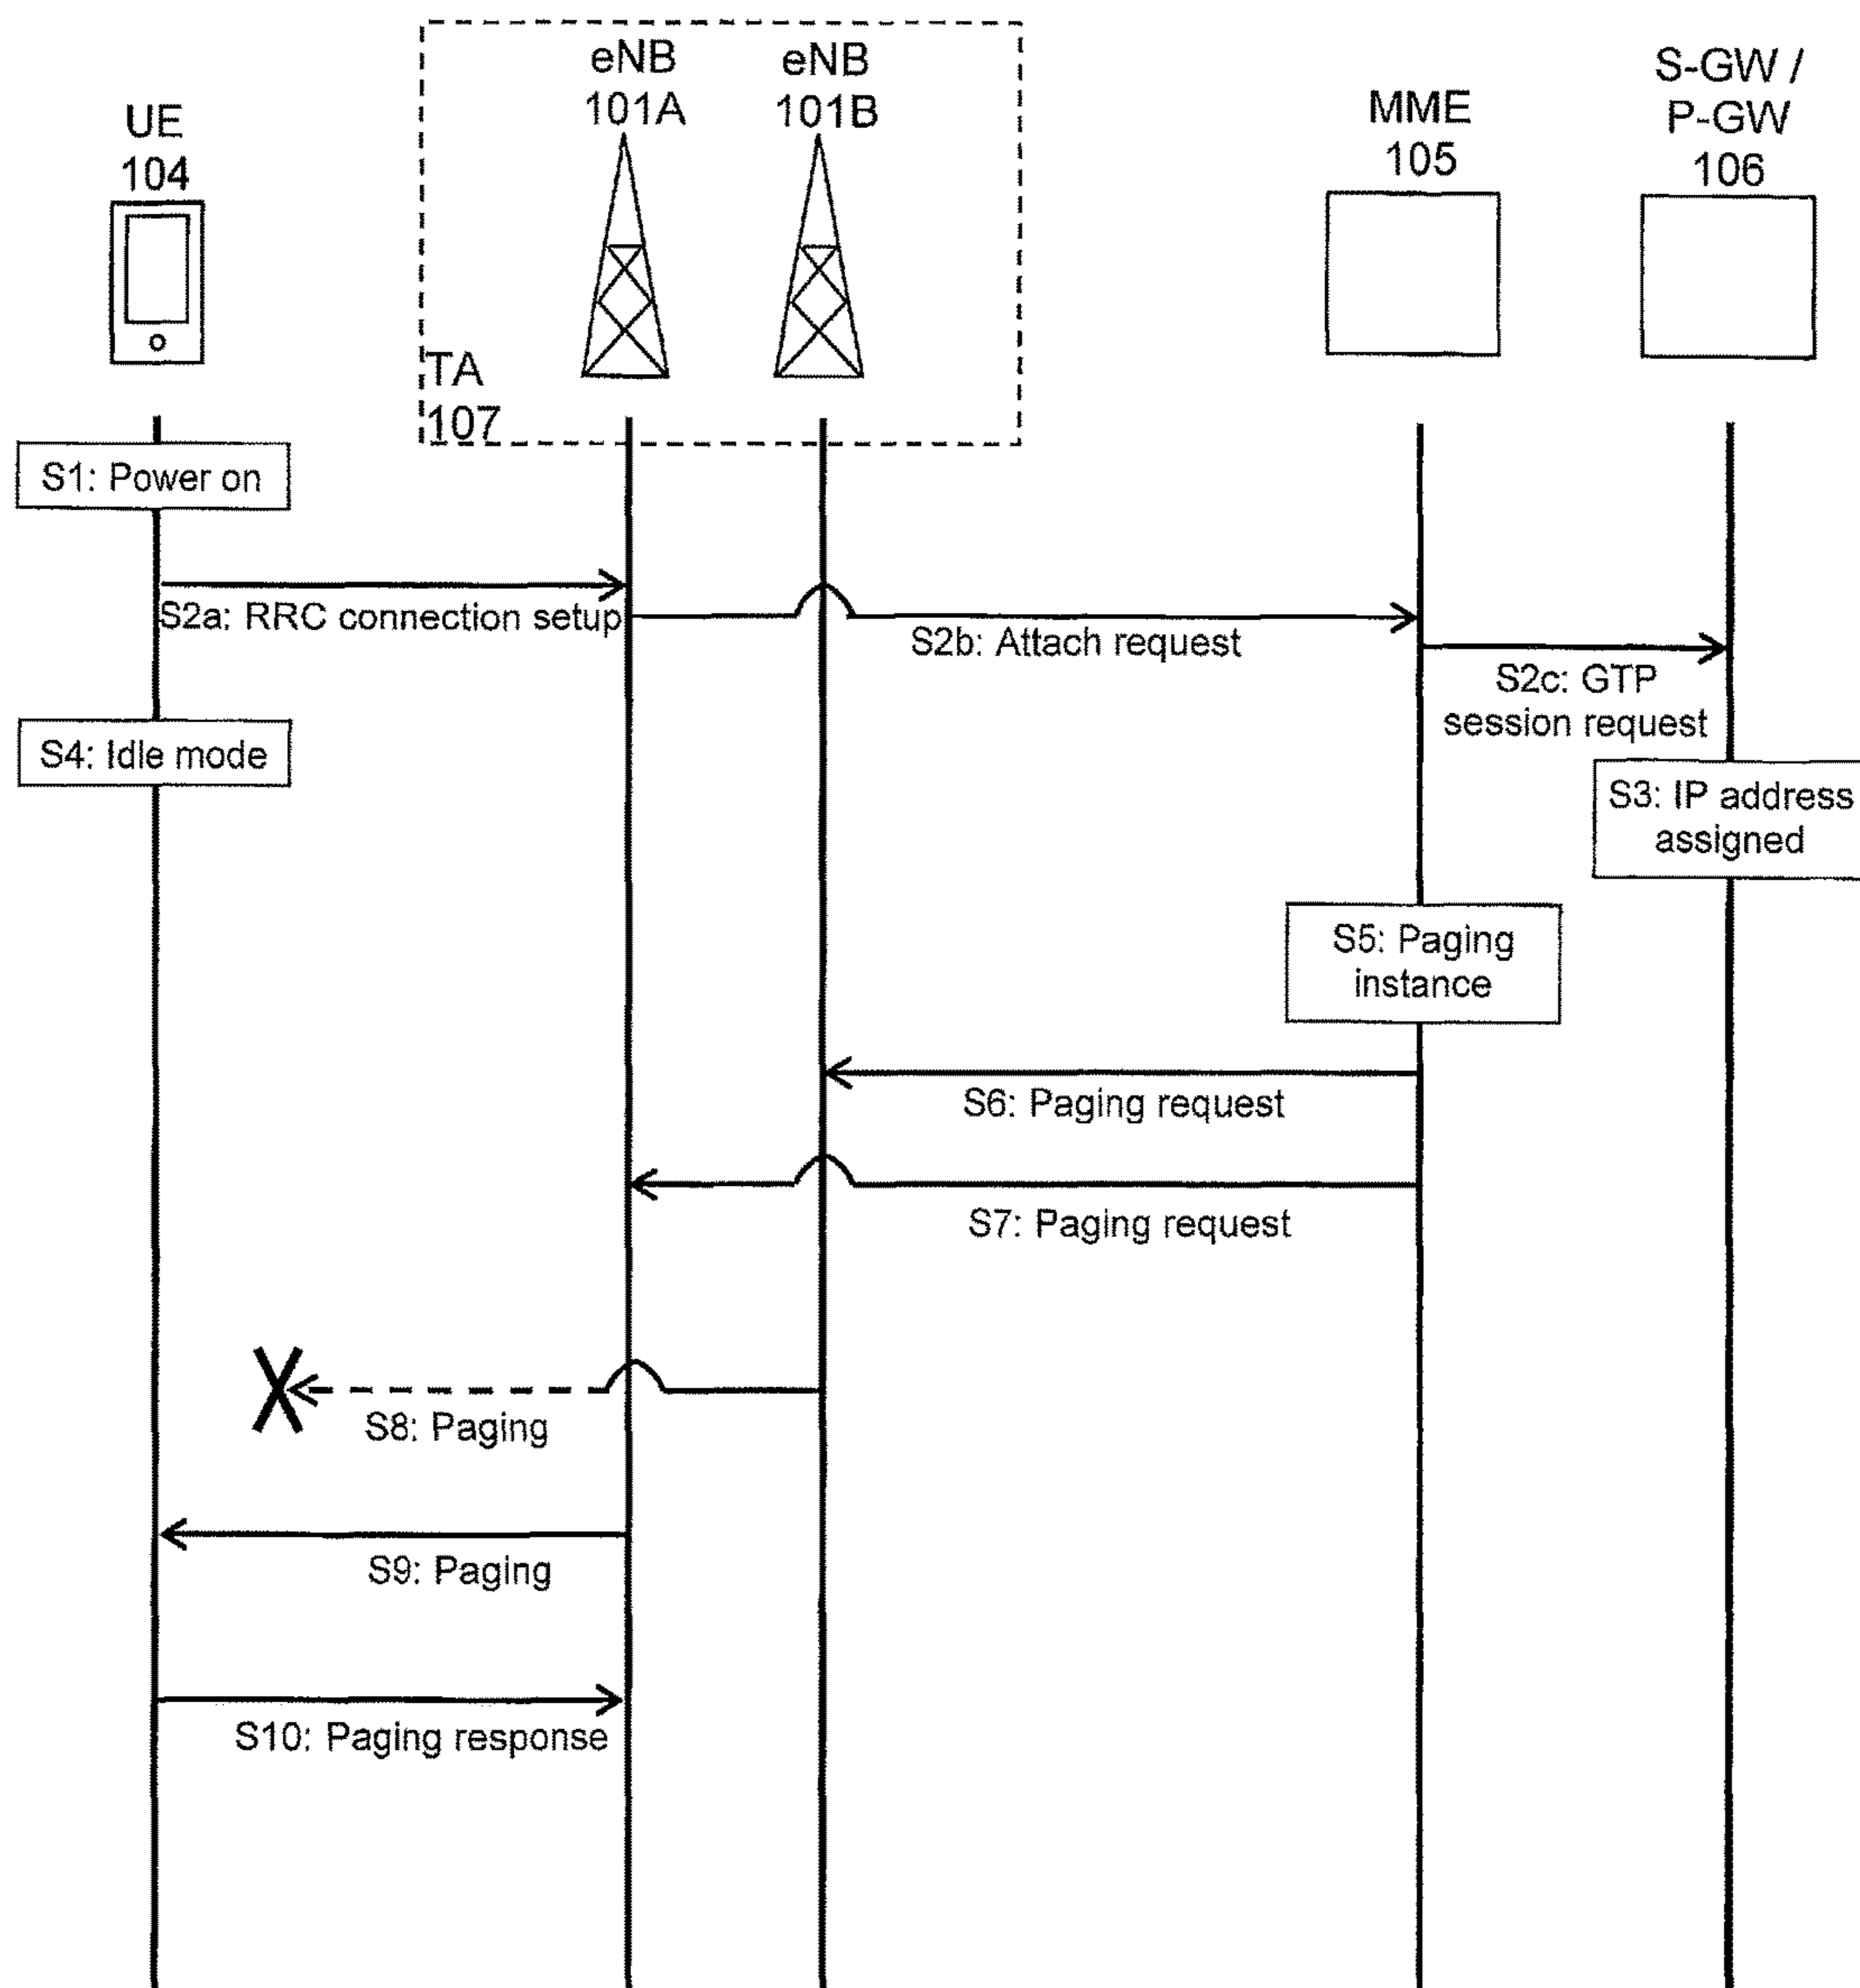 eNB
101A
eNB
101B
UE
104
MME
105
S-GW /
P-GW
106
TA
107
S1: Power on
S2a: RRC connection setup
S2b: Attach request
S2c: GTP
session request
S4: Idle mode
S3: IP address
assigned
S5: Paging
instance
S6: Paging request
S7: Paging request
S8: Paging
S9: Paging
S10: Paging response